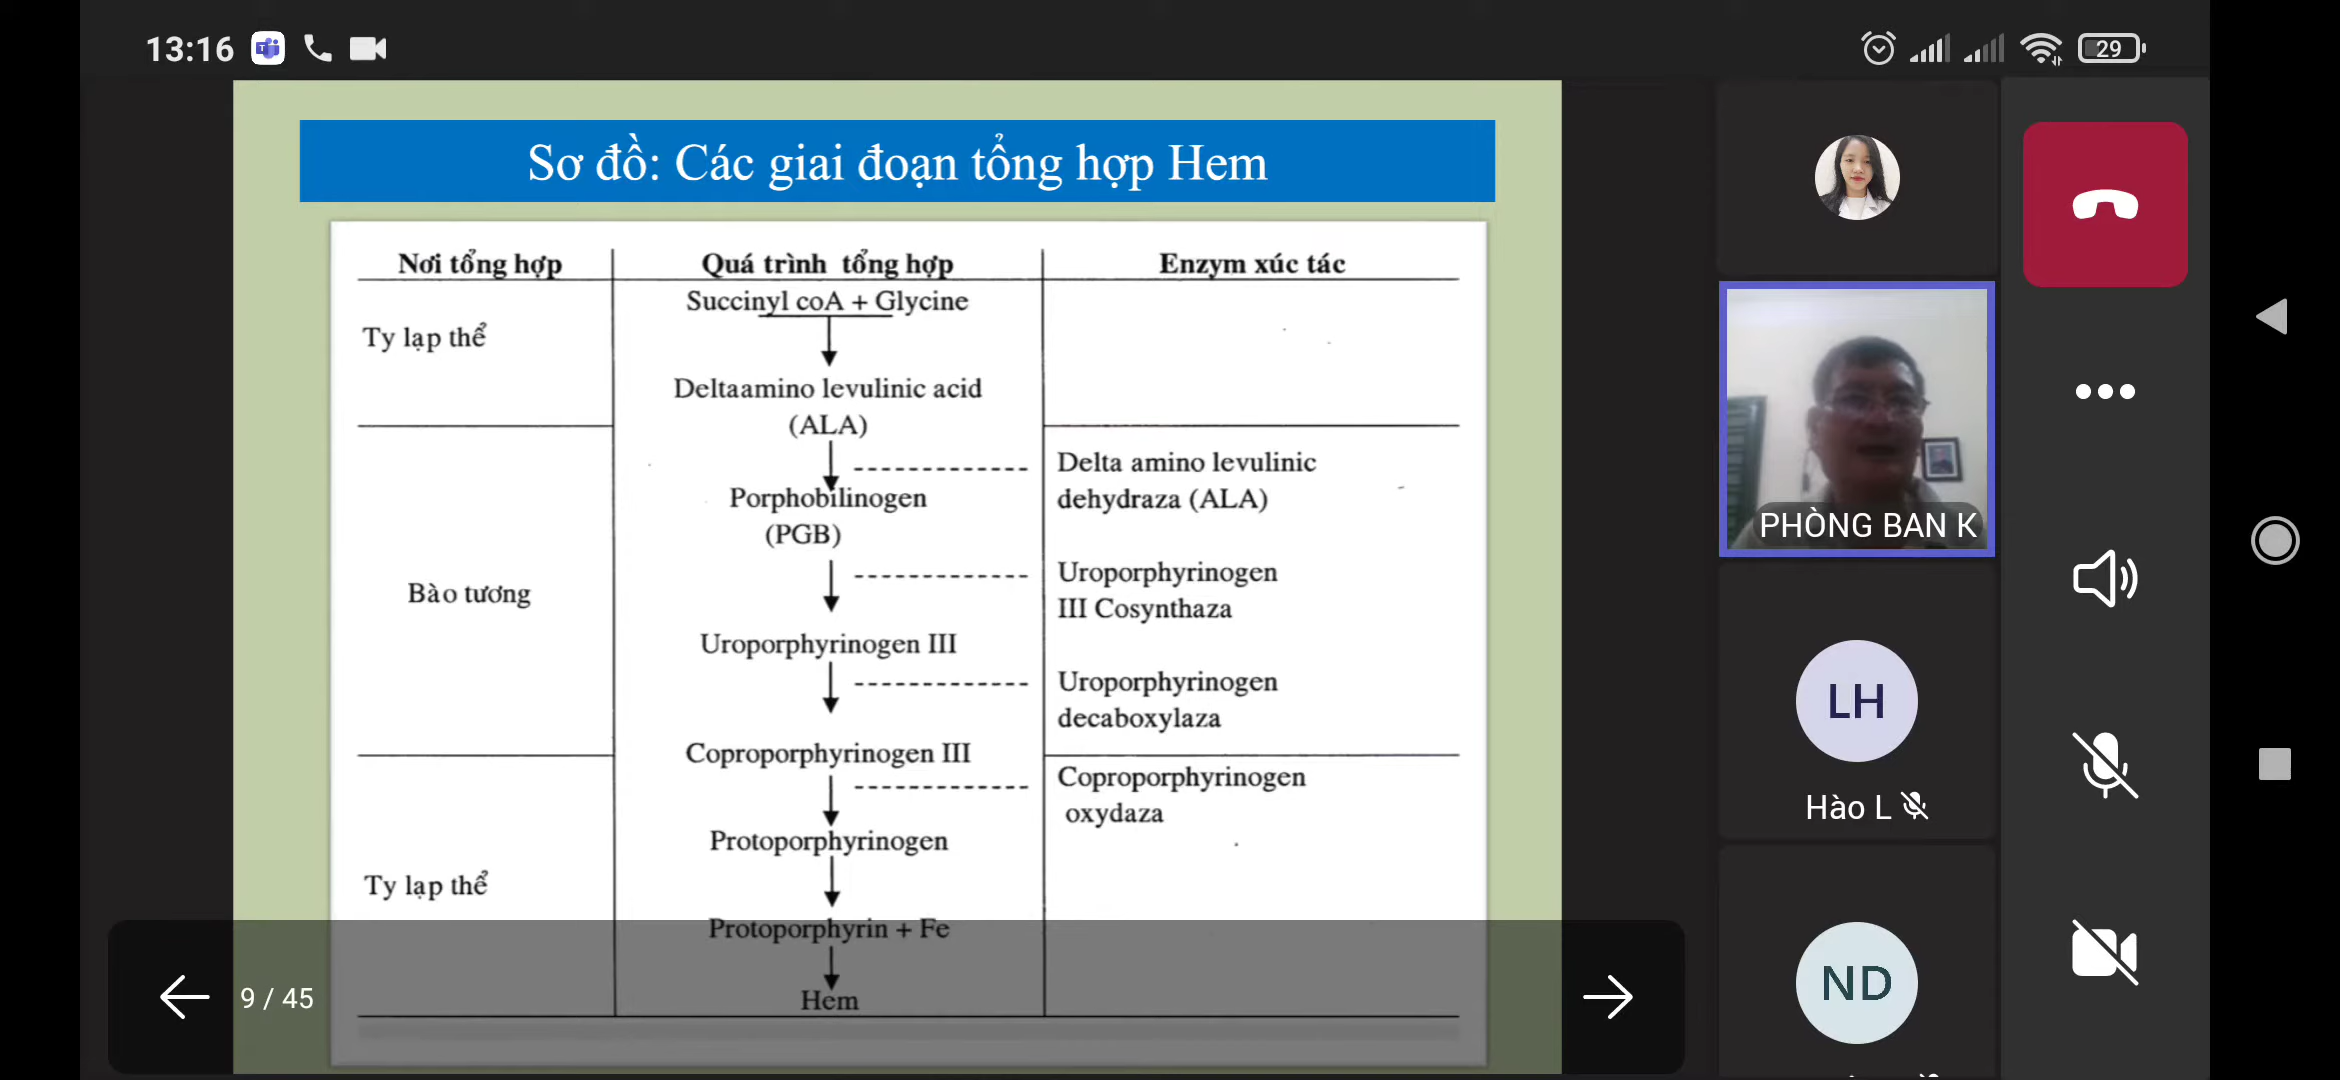 13:16
29
Sơ đồ: Các giai đoạn tổng hợp Hem
Nơi tổng hợp
Quá trình tổng hợp
Enzym xúc tác
Succinyl coA + Glycine
Ty lạp thể
Deltaamino levulinic acid
(ALA)
Delta amino levulinic
dehydraza (ALA)
Porphobilinogen
(PGB)
Uroporphyrinogen
III Cosynthaza
Bào tương
Uroporphyrinogen III
Uroporphyrinogen
decaboxylaza
Coproporphyrinogen III
Coproporphyrinogen
oxydaza
Protoporphyrinogen
Ty lạp thể
Protoporphyrin + Fe
Hem
9 / 45
PHÒNG BAN K
LH
Hào L
ND